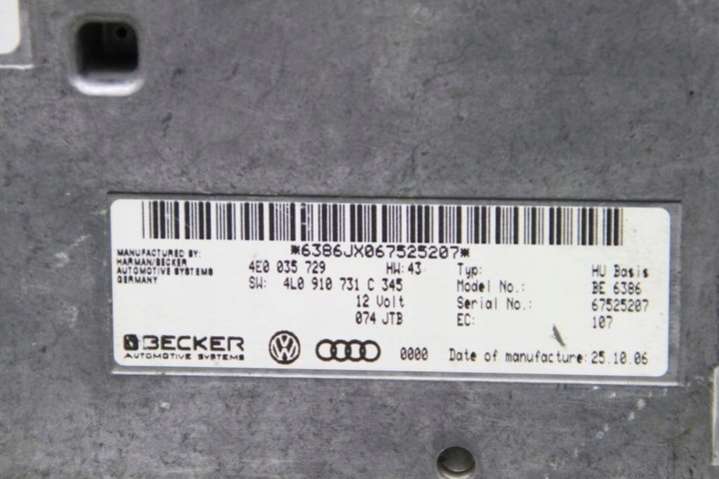 *6386JX067525207*
MANUFACTURED BY:
HARMAN/BECKER
AUTOMOTIVE SYSTEMS
GERMANY
4E0 035 729 HW:43
SW: 4L0 910 731 C 345
12 Volt
074 JTB
Typ: HU Basis
Model No.: BE 6386
Serial No.: 67525207
EC: 107
BECKER
AUTOMOTIVE SYSTEMS
0000 Date of manufacture:25.10.06